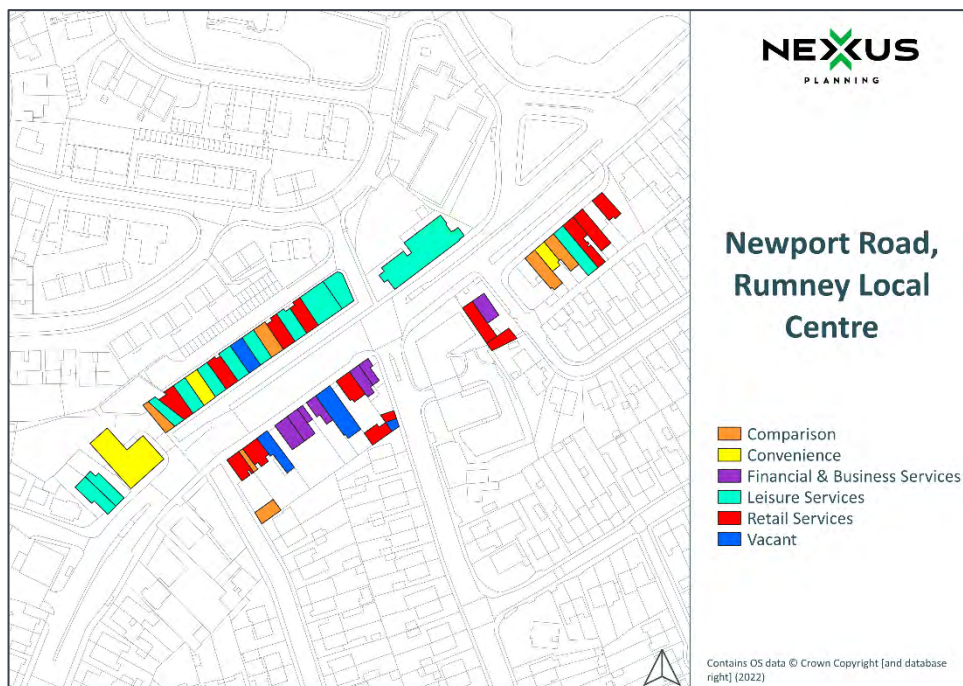 NEXUS
PLANNING
Newport Road,
Rumney Local
Centre
Comparison
Convenience
Financial & Business Services
Leisure Services
Retail Services
Vacant
Contains OS data © Crown Copyright [and database
right] (2022)